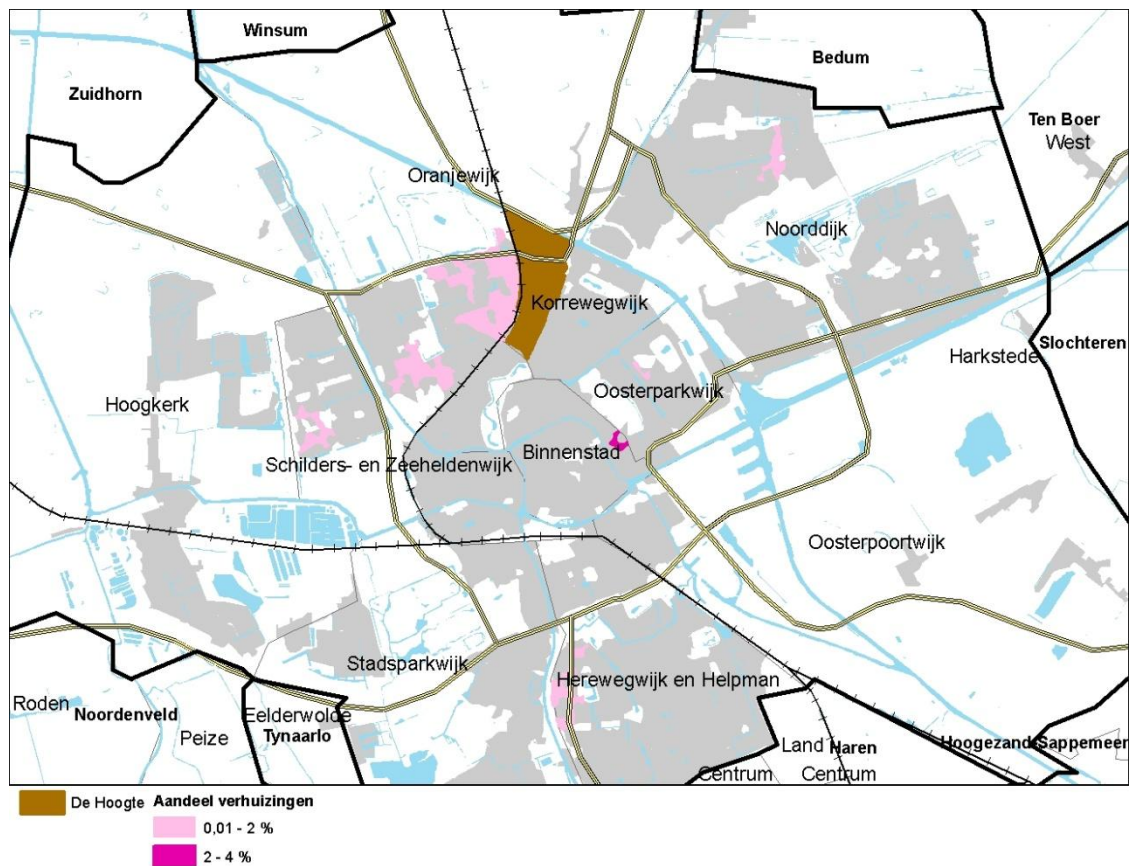 Winsum
Bedum
Zuidhorn
Ten Boer
West
Oranjewijk
Noorddijk
Korrewegwijk
Slochteren
Harkstede
Oosterparkwijk
Hoogkerk
Binnenstad
Schilders- en Zeeheldenwijk
Oosterpoortwijk
Stadsparkwijk
Herewegwijk en Helpman
Roden
Noordenveld
Eelderwolde
Peize
Tynaarlo
Land Haren
Hoogezand-Sappemeer
Centrum
Centrum
De Hoogte
Aandeel verhuizingen
0,01 - 2 %
2 - 4 %